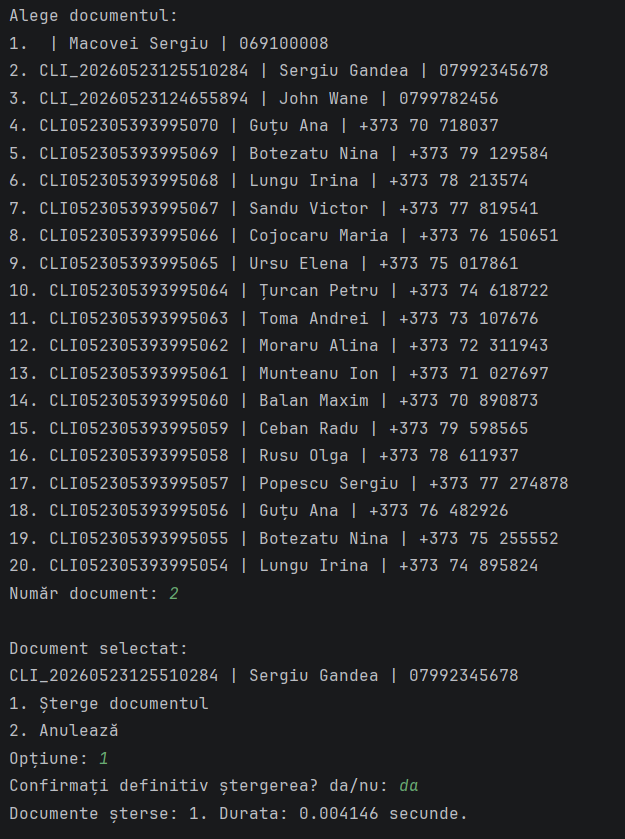 Alege documentul:
1.  | Macovei Sergiu | 069100008
2. CLI_20260523125510284 | Sergiu Gandea | 07992345678
3. CLI_20260523124655894 | John Wane | 0799782456
4. CLI052305393995070 | Guțu Ana | +373 70 718037
5. CLI052305393995069 | Botezatu Nina | +373 79 129584
6. CLI052305393995068 | Lungu Irina | +373 78 213574
7. CLI052305393995067 | Sandu Victor | +373 77 819541
8. CLI052305393995066 | Cojocaru Maria | +373 76 150651
9. CLI052305393995065 | Ursu Elena | +373 75 017861
10. CLI052305393995064 | Țurcan Petru | +373 74 618722
11. CLI052305393995063 | Toma Andrei | +373 73 107676
12. CLI052305393995062 | Moraru Alina | +373 72 311943
13. CLI052305393995061 | Munteanu Ion | +373 71 027697
14. CLI052305393995060 | Balan Maxim | +373 70 890873
15. CLI052305393995059 | Ceban Radu | +373 79 598565
16. CLI052305393995058 | Rusu Olga | +373 78 611937
17. CLI052305393995057 | Popescu Sergiu | +373 77 274878
18. CLI052305393995056 | Guțu Ana | +373 76 482926
19. CLI052305393995055 | Botezatu Nina | +373 75 255552
20. CLI052305393995054 | Lungu Irina | +373 74 895824
Număr document: 2
Document selectat:
CLI_20260523125510284 | Sergiu Gandea | 07992345678
1. Șterge documentul
2. Anulează
Opțiune: 1
Confirmați definitiv ștergerea? da/nu: da
Documente șterse: 1. Durata: 0.004146 secunde.